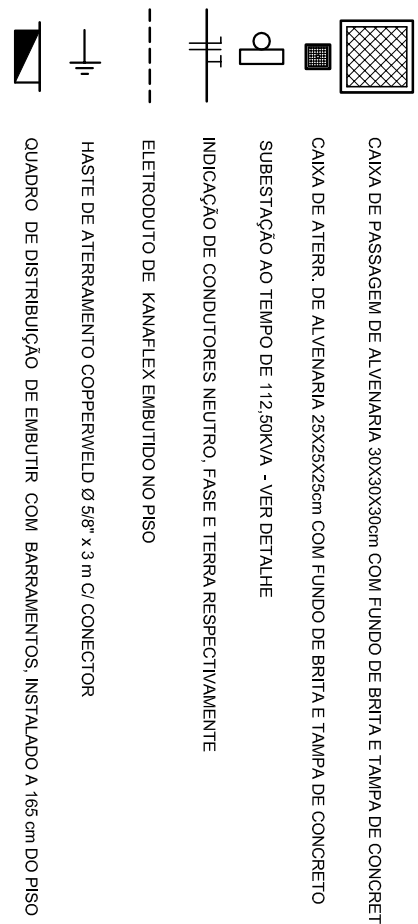 CAIXA DE PASSAGEM DE ALVENARIA 30X30X30cm COM FUNDO DE BRITA E TAMPA DE CONCRET
CAIXA DE ATERR. DE ALVENARIA 25X25X25cm COM FUNDO DE BRITA E TAMPA DE CONCRETO
SUBESTAÇÃO AO TEMPO DE 112,50KVA - VER DETALHE
INDICAÇÃO DE CONDUTORES NEUTRO, FASE E TERRA RESPECTIVAMENTE
ELETRODUTO DE KANAFLEX EMBUTIDO NO PISO
HASTE DE ATERRAMENTO COPPERWELD Ø 5/8" x 3 m C/ CONECTOR
QUADRO DE DISTRIBUIÇÃO DE EMBUTIR COM BARRAMENTOS, INSTALADO A 165 cm DO PISO